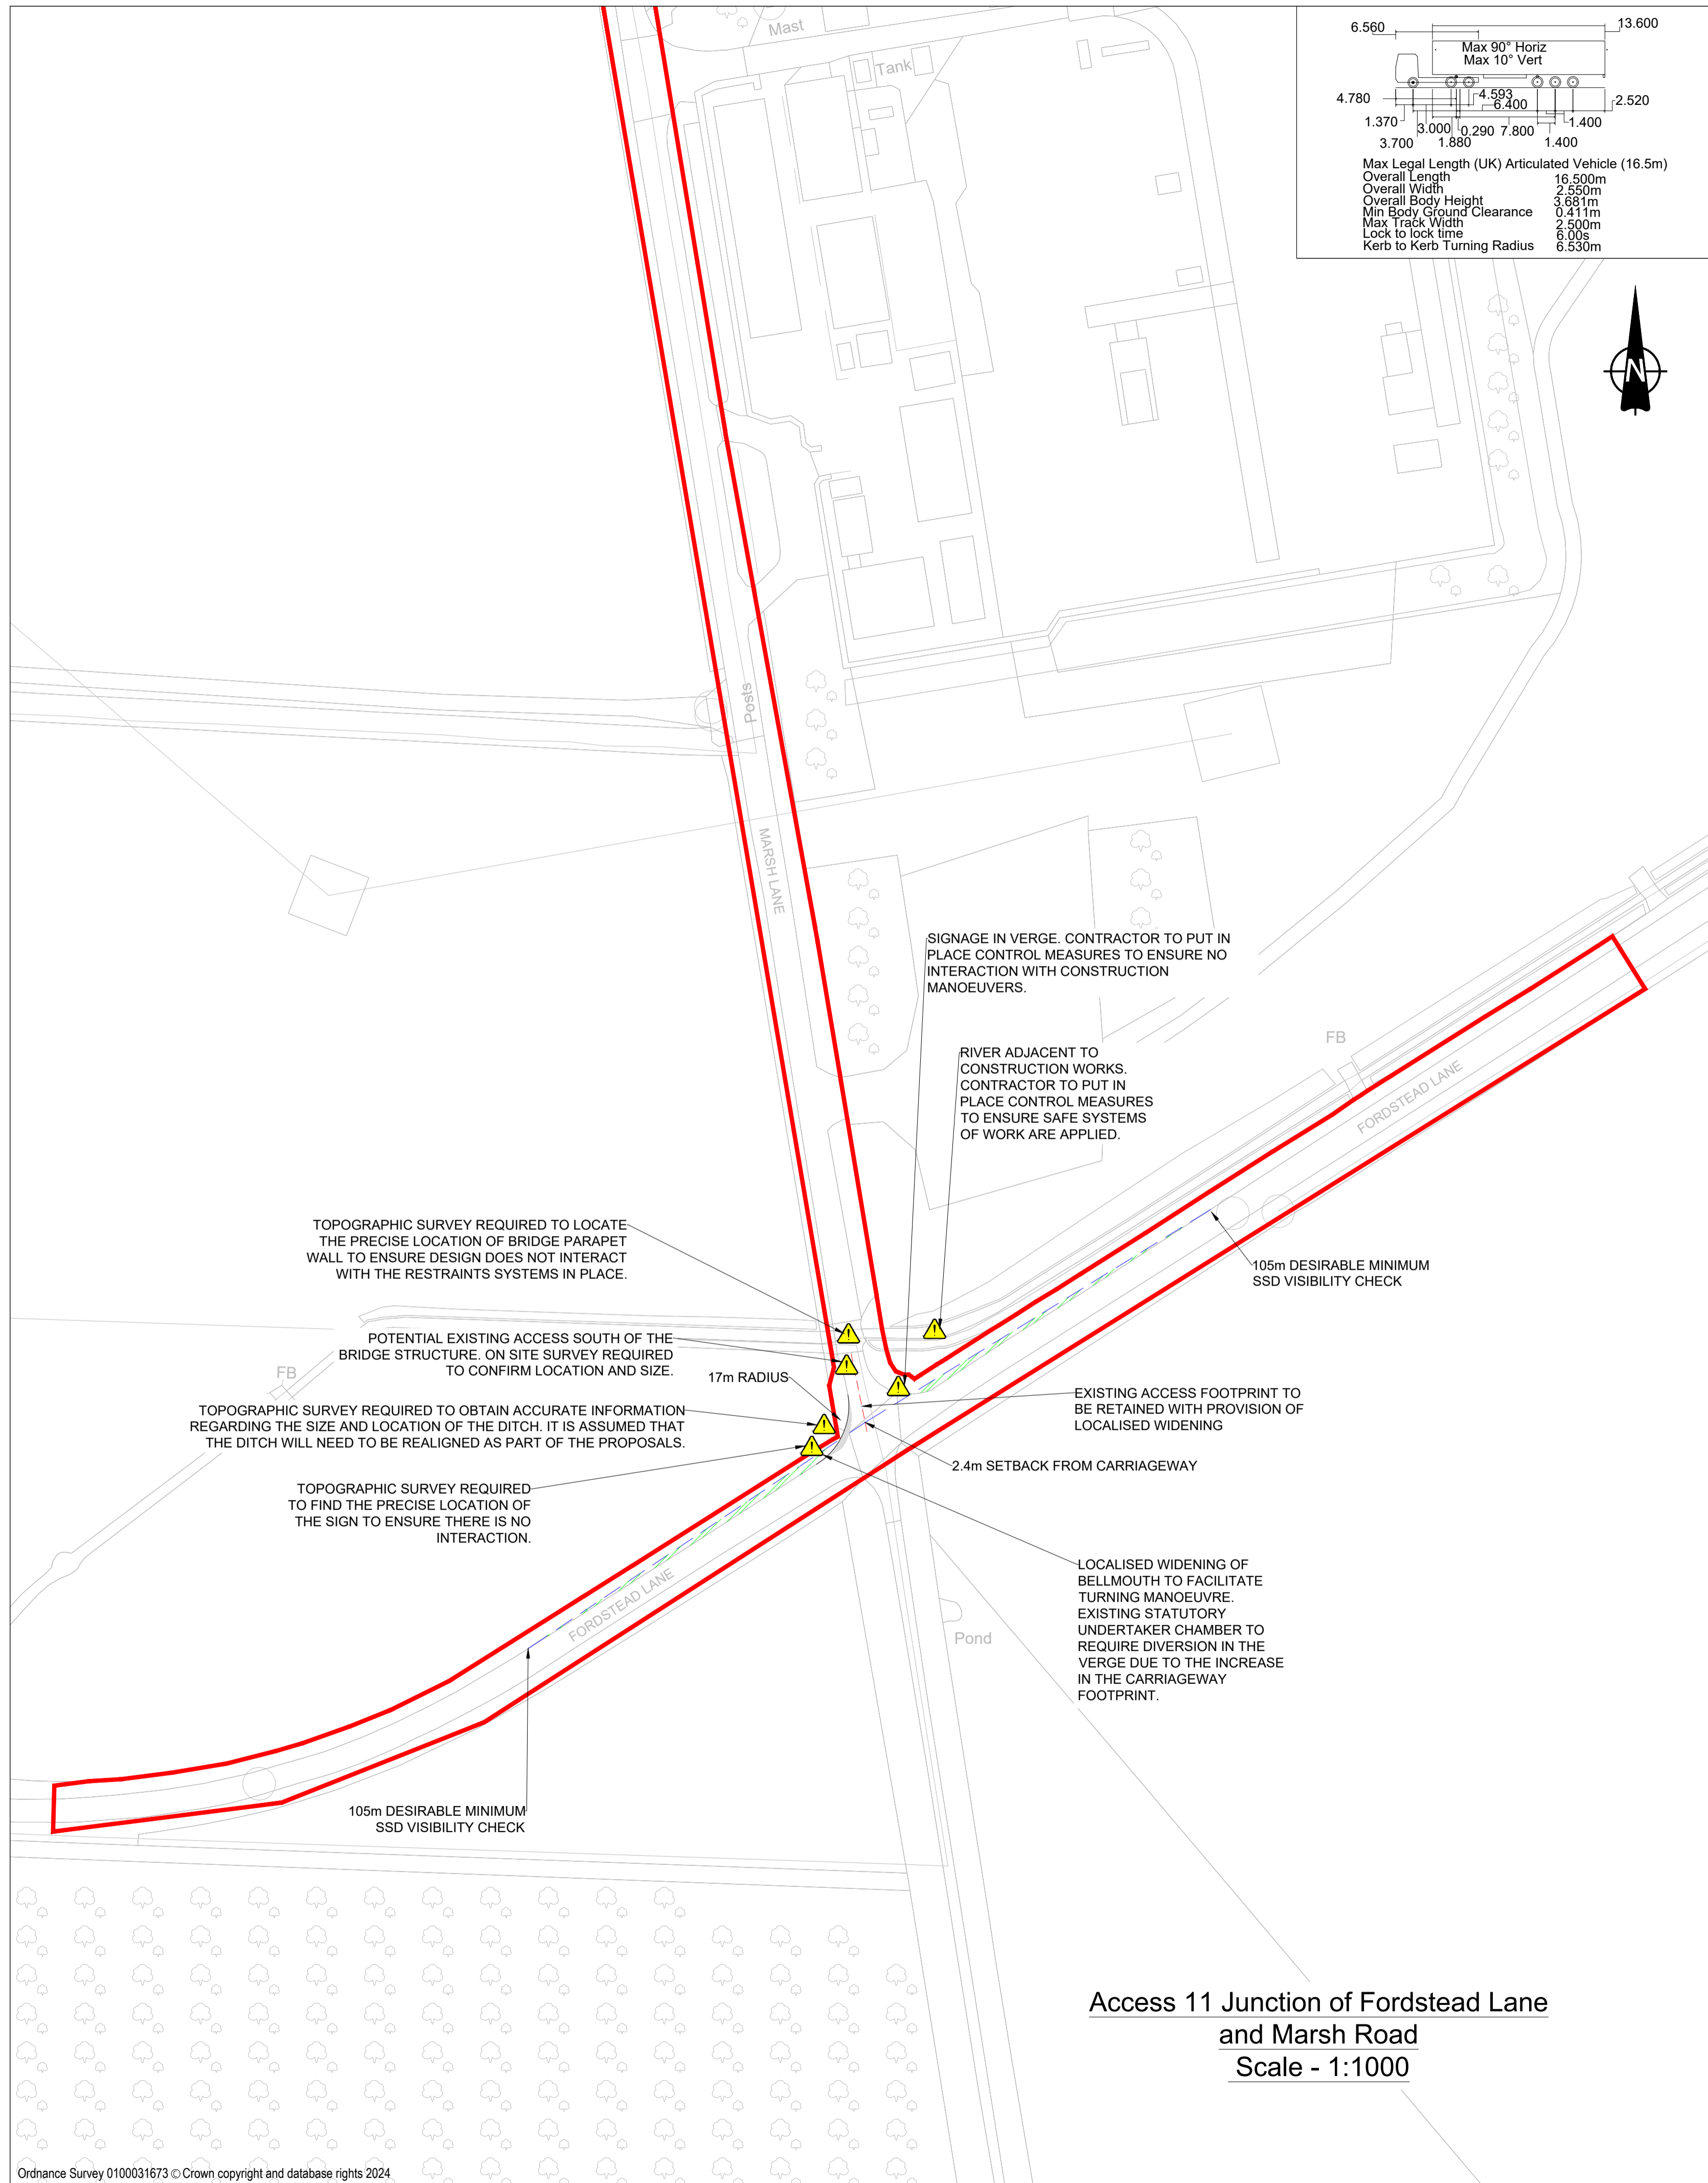 Mast
Tank
6.560
13.600
Max 90° Horiz
Max 10° Vert
4.780
4.593
6.400
2.520
1.370
3.000
0.290
7.800
1.400
3.700
1.880
1.400
Max Legal Length (UK) Articulated Vehicle (16.5m)
Overall Length 16.500m
Overall Width 2.550m
Overall Body Height 3.681m
Min Body Ground Clearance 0.411m
Max Track Width 2.500m
Lock to lock time 6.00s
Kerb to Kerb Turning Radius 6.530m
N
Posts
MARSH LANE
SIGNAGE IN VERGE. CONTRACTOR TO PUT IN
PLACE CONTROL MEASURES TO ENSURE NO
INTERACTION WITH CONSTRUCTION
MANOEUVERS.
RIVER ADJACENT TO
CONSTRUCTION WORKS.
CONTRACTOR TO PUT IN
PLACE CONTROL MEASURES
TO ENSURE SAFE SYSTEMS
OF WORK ARE APPLIED.
FB
FORDSTEAD LANE
TOPOGRAPHIC SURVEY REQUIRED TO LOCATE
THE PRECISE LOCATION OF BRIDGE PARAPET
WALL TO ENSURE DESIGN DOES NOT INTERACT
WITH THE RESTRAINTS SYSTEMS IN PLACE.
105m DESIRABLE MINIMUM
SSD VISIBILITY CHECK
POTENTIAL EXISTING ACCESS SOUTH OF THE
BRIDGE STRUCTURE. ON SITE SURVEY REQUIRED
TO CONFIRM LOCATION AND SIZE.
FB
17m RADIUS
EXISTING ACCESS FOOTPRINT TO
BE RETAINED WITH PROVISION OF
LOCALISED WIDENING
TOPOGRAPHIC SURVEY REQUIRED TO OBTAIN ACCURATE INFORMATION
REGARDING THE SIZE AND LOCATION OF THE DITCH. IT IS ASSUMED THAT
THE DITCH WILL NEED TO BE REALIGNED AS PART OF THE PROPOSALS.
2.4m SETBACK FROM CARRIAGEWAY
TOPOGRAPHIC SURVEY REQUIRED
TO FIND THE PRECISE LOCATION OF
THE SIGN TO ENSURE THERE IS NO
INTERACTION.
LOCALISED WIDENING OF
BELLMOUTH TO FACILITATE
TURNING MANOEUVRE.
EXISTING STATUTORY
UNDERTAKER CHAMBER TO
REQUIRE DIVERSION IN THE
VERGE DUE TO THE INCREASE
IN THE CARRIAGEWAY
FOOTPRINT.
FORDSTEAD LANE
Pond
105m DESIRABLE MINIMUM
SSD VISIBILITY CHECK
Access 11 Junction of Fordstead Lane
and Marsh Road
Scale - 1:1000
Ordnance Survey 0100031673 © Crown copyright and database rights 2024